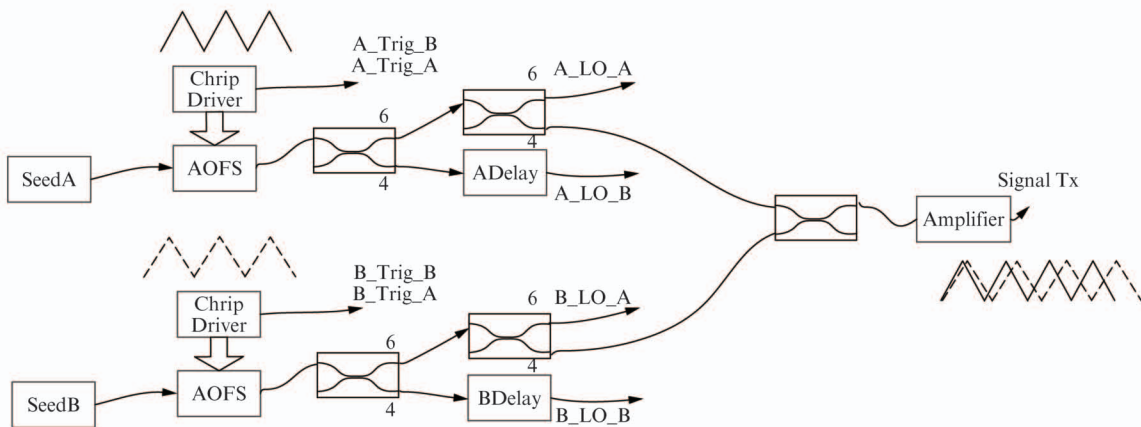 A_Trig_B
A_Trig_A
Chrip
Driver
6
6
A_LO_A
4
SeedA
AOFS
4
ADelay
A_LO_B
Signal Tx
Amplifier
B_Trig_B
B_Trig_A
Chrip
Driver
6
6
B_LO_A
4
SeedB
AOFS
4
BDelay
B_LO_B